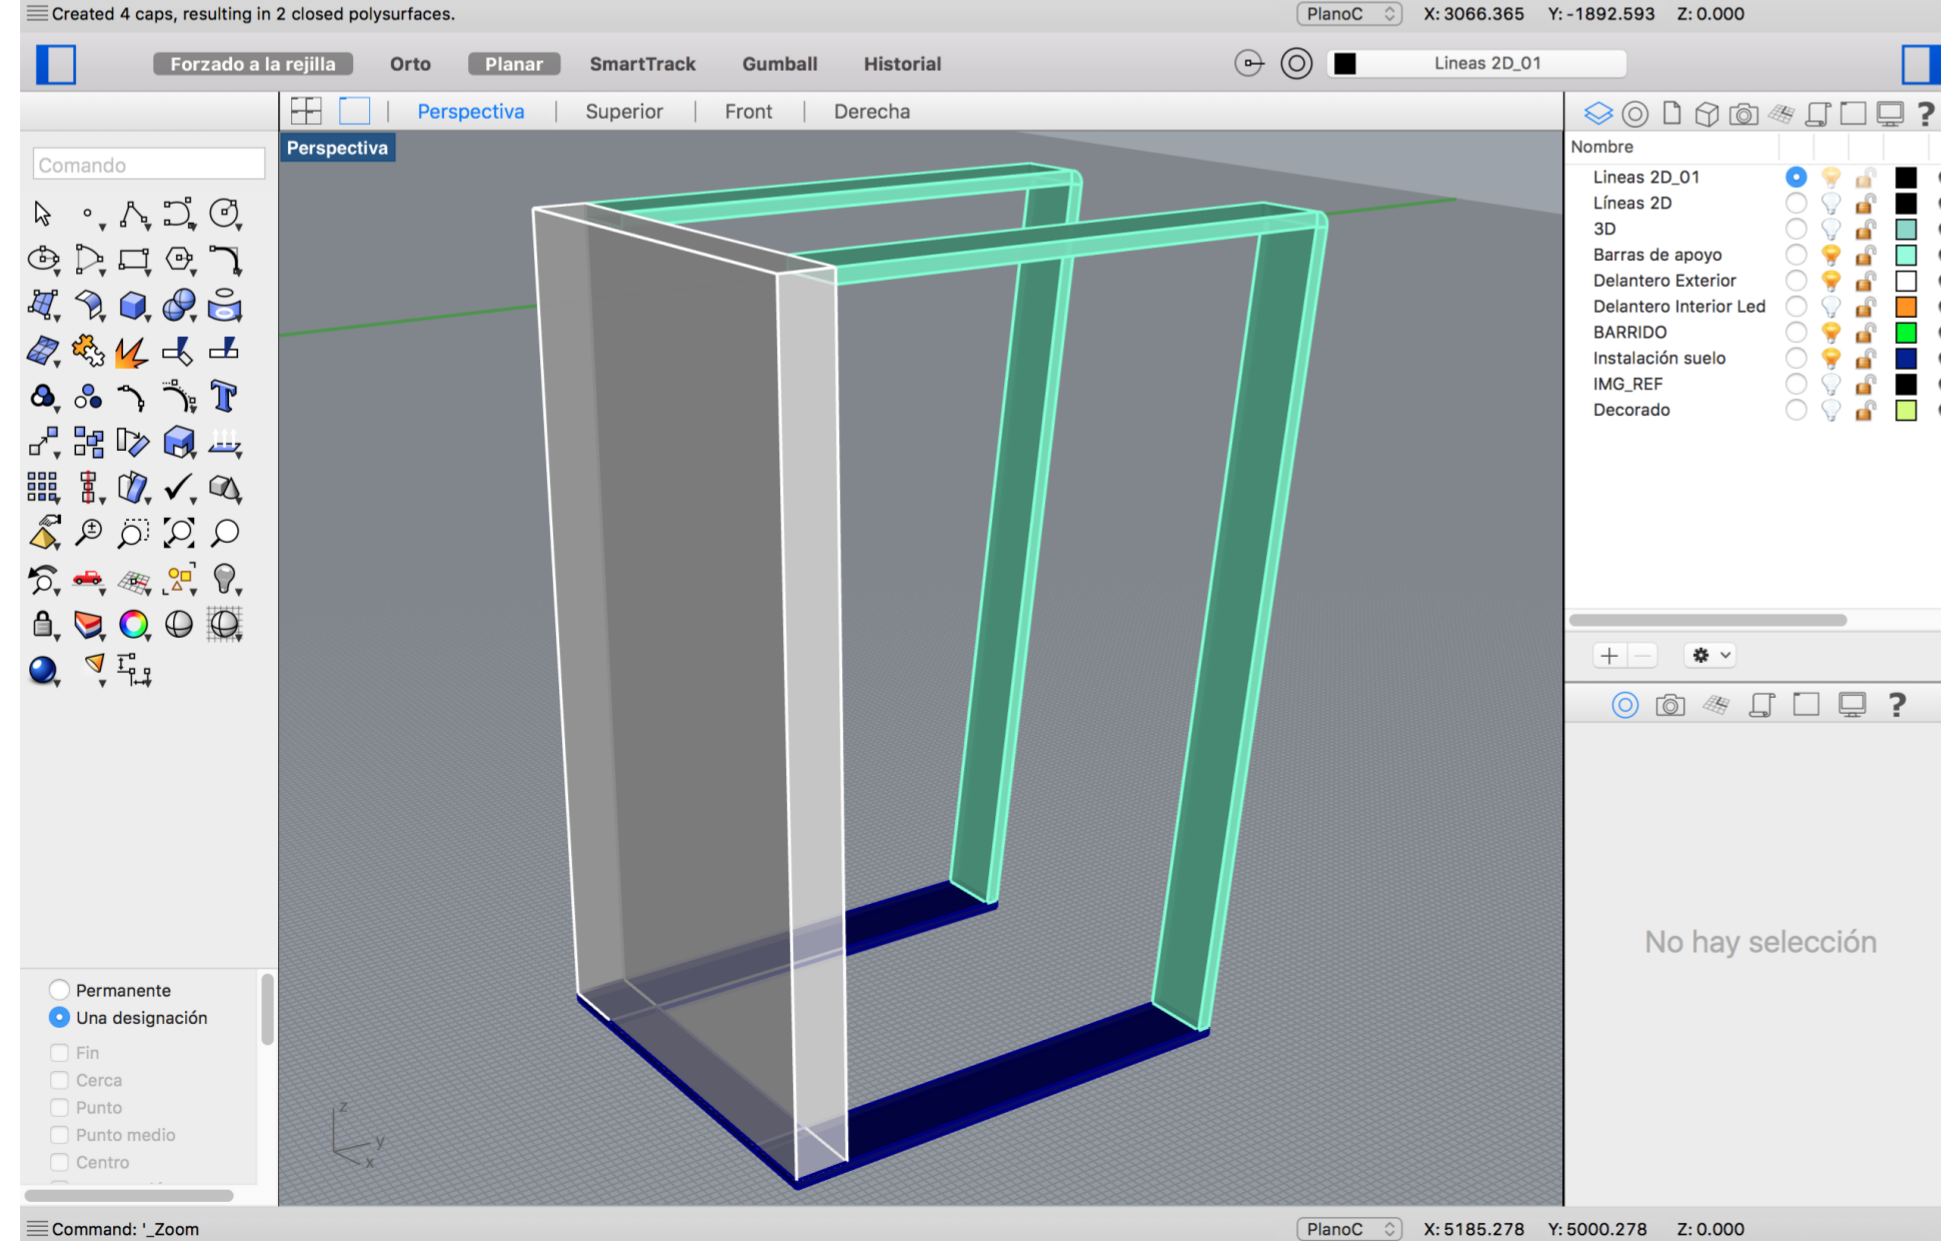 Created 4 caps, resulting in 2 closed polysurfaces.
PlanoC X: 3066.365 Y: -1892.593 Z: 0.000
Forzado a la rejilla Orto Planar SmartTrack Gumball Historial Lineas 2D_01
Perspectiva Superior Front Derecha
Perspectiva
Comando
Nombre
Lineas 2D_01
Líneas 2D
3D
Barras de apoyo
Delantero Exterior
Delantero Interior Led
BARRIDO
Instalación suelo
IMG_REF
Decorado
No hay selección
Permanente
Una designación
Fin
Cerca
Punto
Punto medio
Centro
z
y
x
Command: '_Zoom
PlanoC X: 5185.278 Y: 5000.278 Z: 0.000